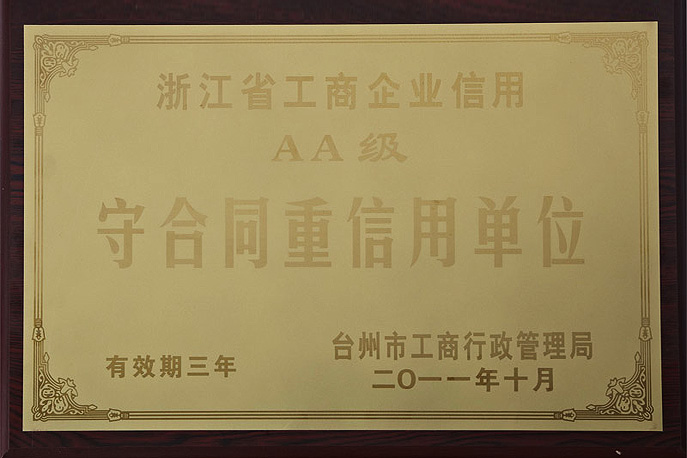 浙江省工商企业信用
AA级
守合同重信用单位
有效期三年
台州市工商行政管理局
二〇一一年十月